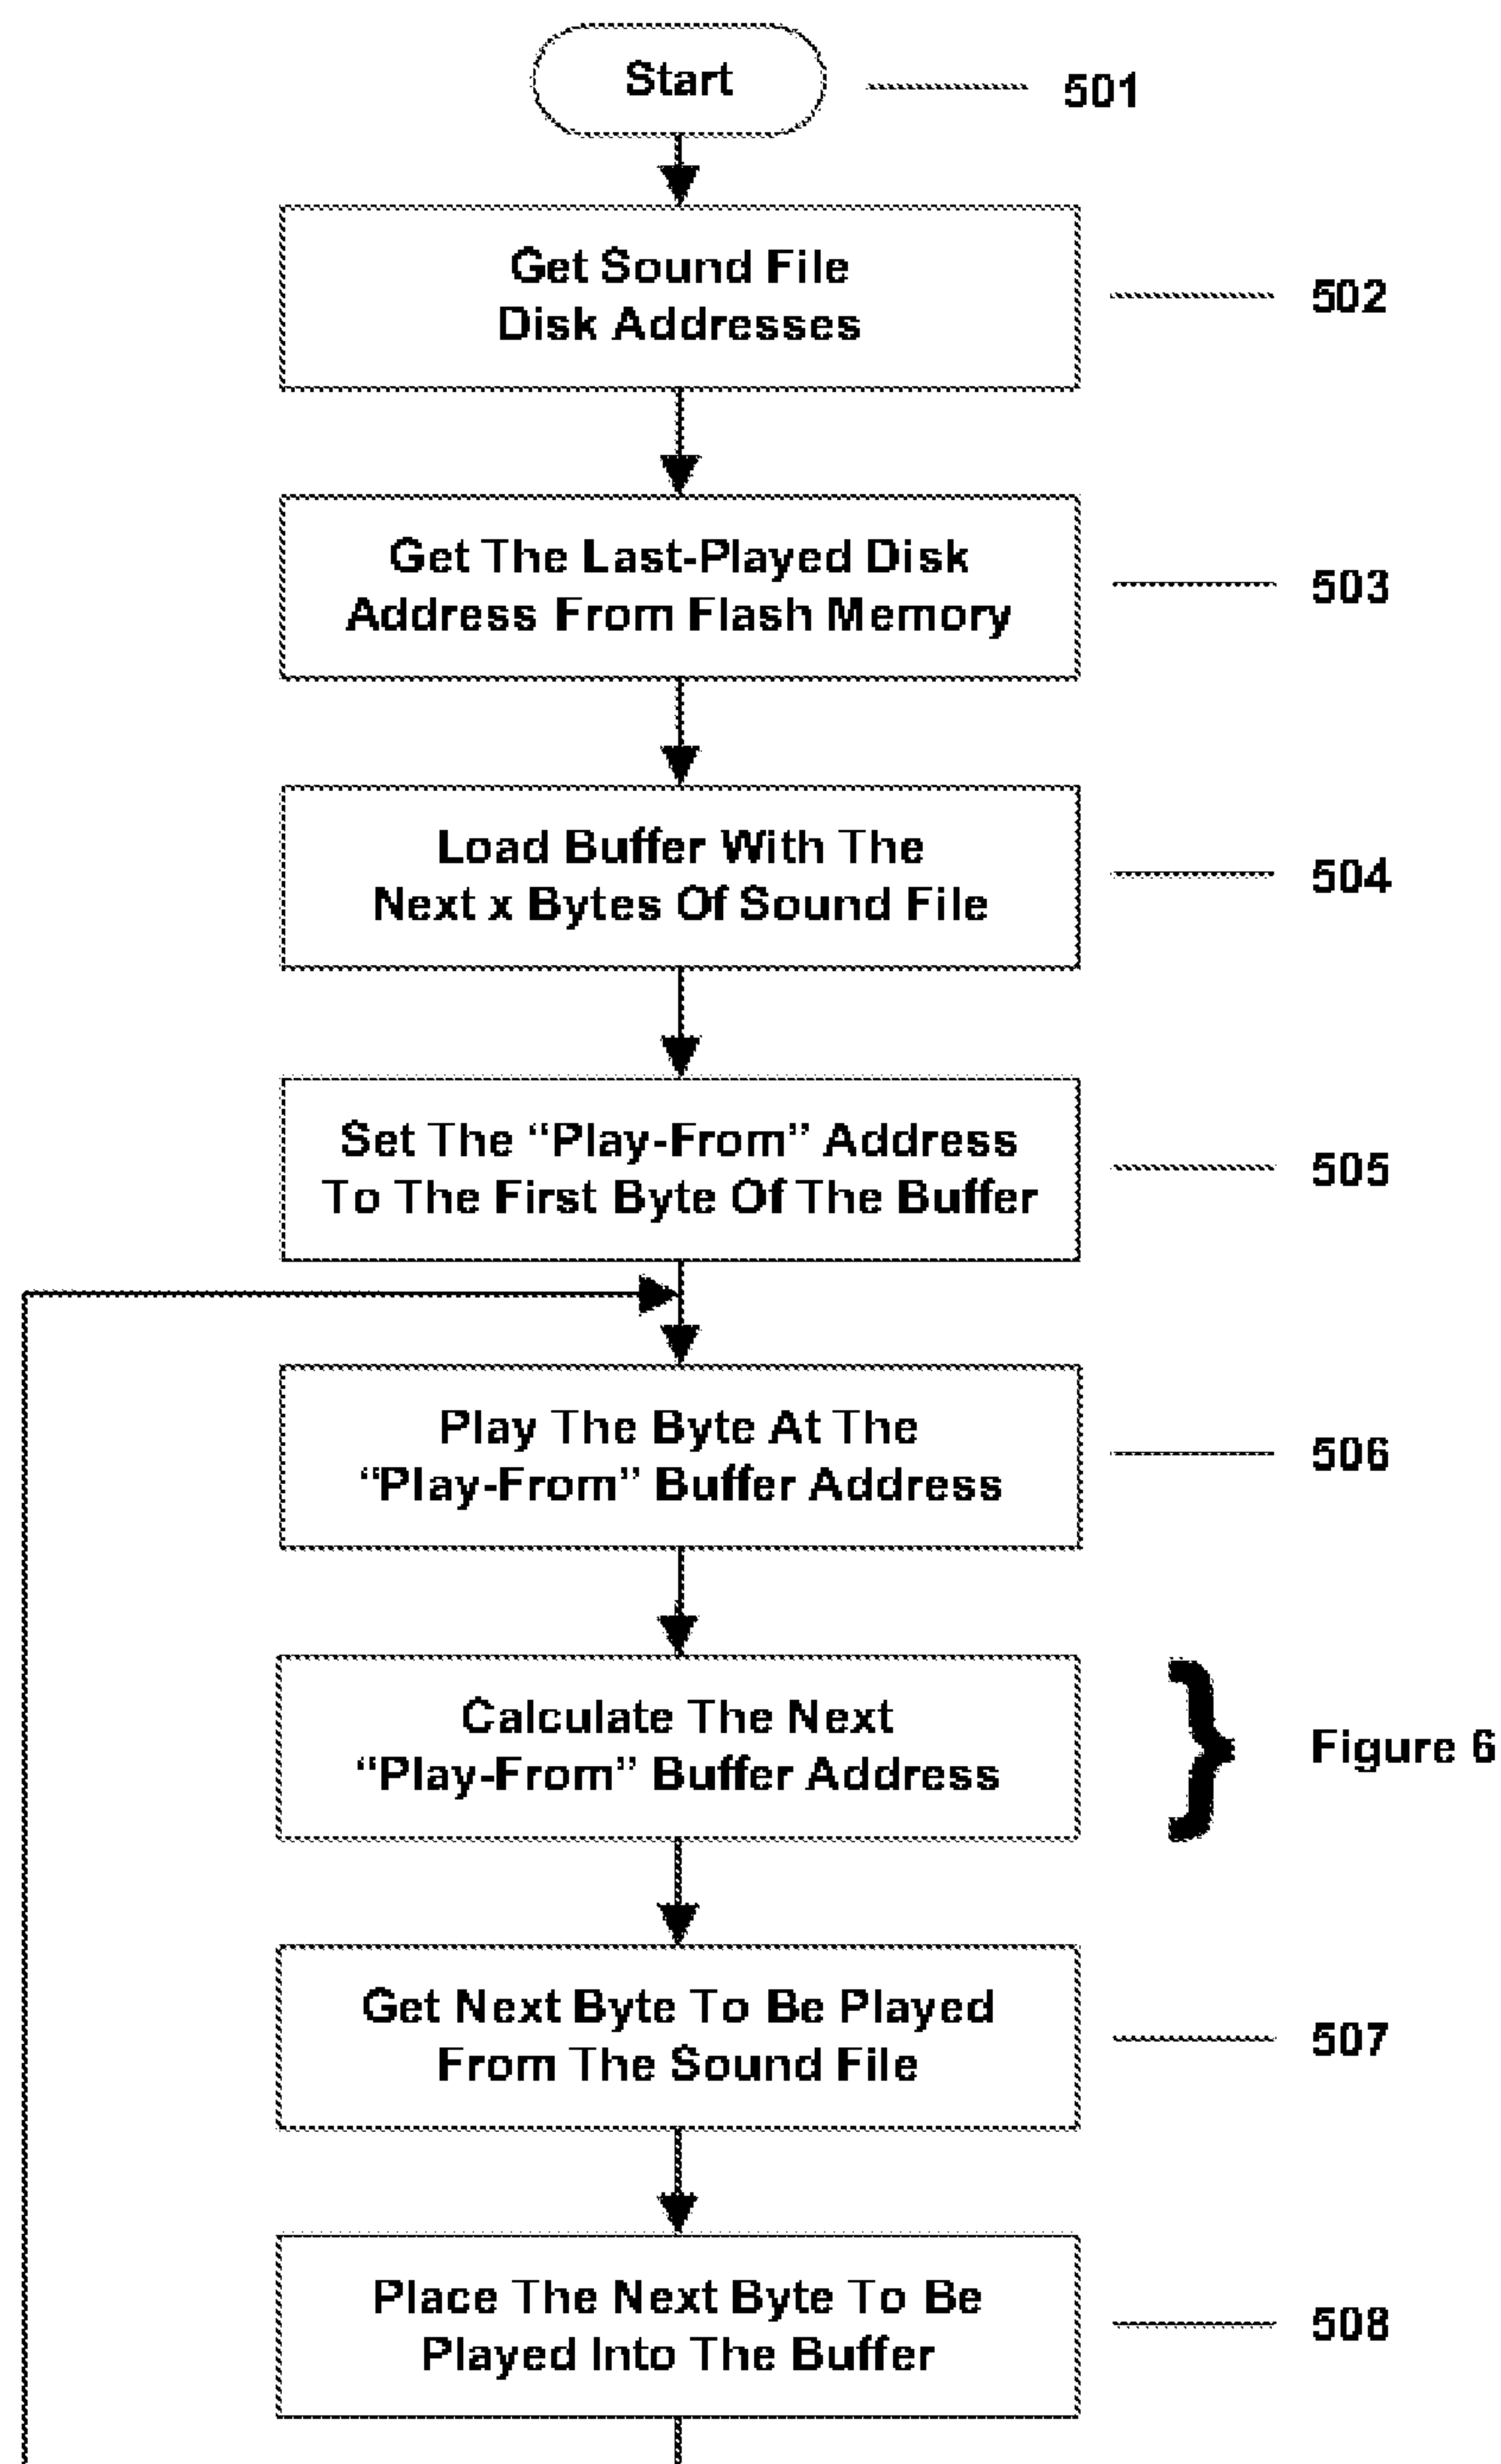 Start
501
Get Sound File
Disk Addresses
502
Get The Last-Played Disk
Address From Flash Memory
503
Load Buffer With The
Next x Bytes Of Sound File
504
Set The “Play-From” Address
To The First Byte Of The Buffer
505
Play The Byte At The
“Play-From” Buffer Address
506
Calculate The Next
“Play-From” Buffer Address
} Figure 6
Get Next Byte To Be Played
From The Sound File
507
Place The Next Byte To Be
Played Into The Buffer
508